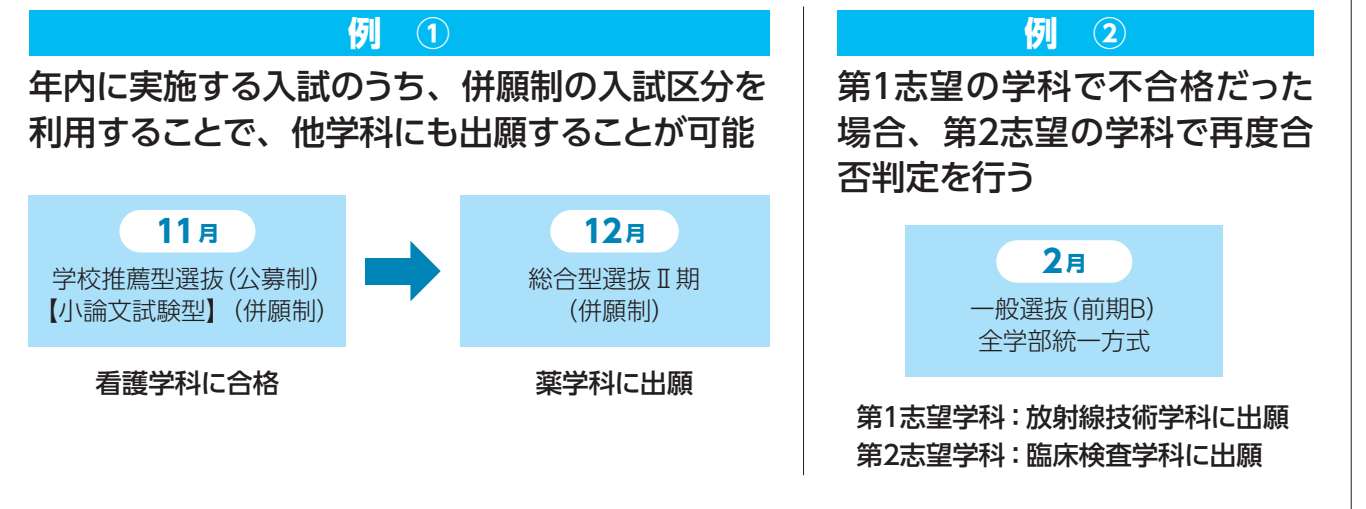 例 ①
年内に実施する入試のうち、併願制の入試区分を
利用することで、他学科にも出願することが可能
11月
学校推薦型選抜(公募制)
【小論文試験型】(併願制)
看護学科に合格
12月
総合型選抜Ⅱ期
(併願制)
薬学科に出願
例 ②
第1志望の学科で不合格だった
場合、第2志望の学科で再度合
否判定を行う
2月
一般選抜(前期B)
全学部統一方式
第1志望学科:放射線技術学科に出願
第2志望学科:臨床検査学科に出願